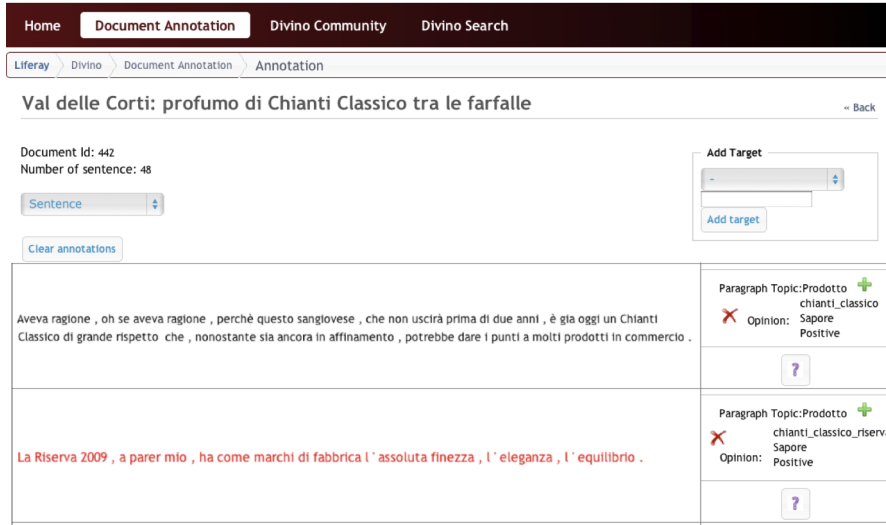 Home Document Annotation Divino Community Divino Search
Liferay Divino Document Annotation Annotation
Val delle Corti: profumo di Chianti Classico tra le farfalle
« Back
Document Id: 442
Number of sentence: 48
Add Target
-
Sentence
Add target
Clear annotations
Aveva ragione , oh se aveva ragione , perchè questo sangiovese , che non uscirà prima di due anni , è gia oggi un Chianti
Classico di grande rispetto che , nonostante sia ancora in affinamento , potrebbe dare i punti a molti prodotti in commercio .
Paragraph Topic:Prodotto
chianti_classico
Opinion: Sapore
Positive
?
La Riserva 2009 , a parer mio , ha come marchi di fabbrica l ' assoluta finezza , l ' eleganza , l ' equilibrio .
Paragraph Topic:Prodotto
chianti_classico_riserva
Sapore
Opinion: Positive
?